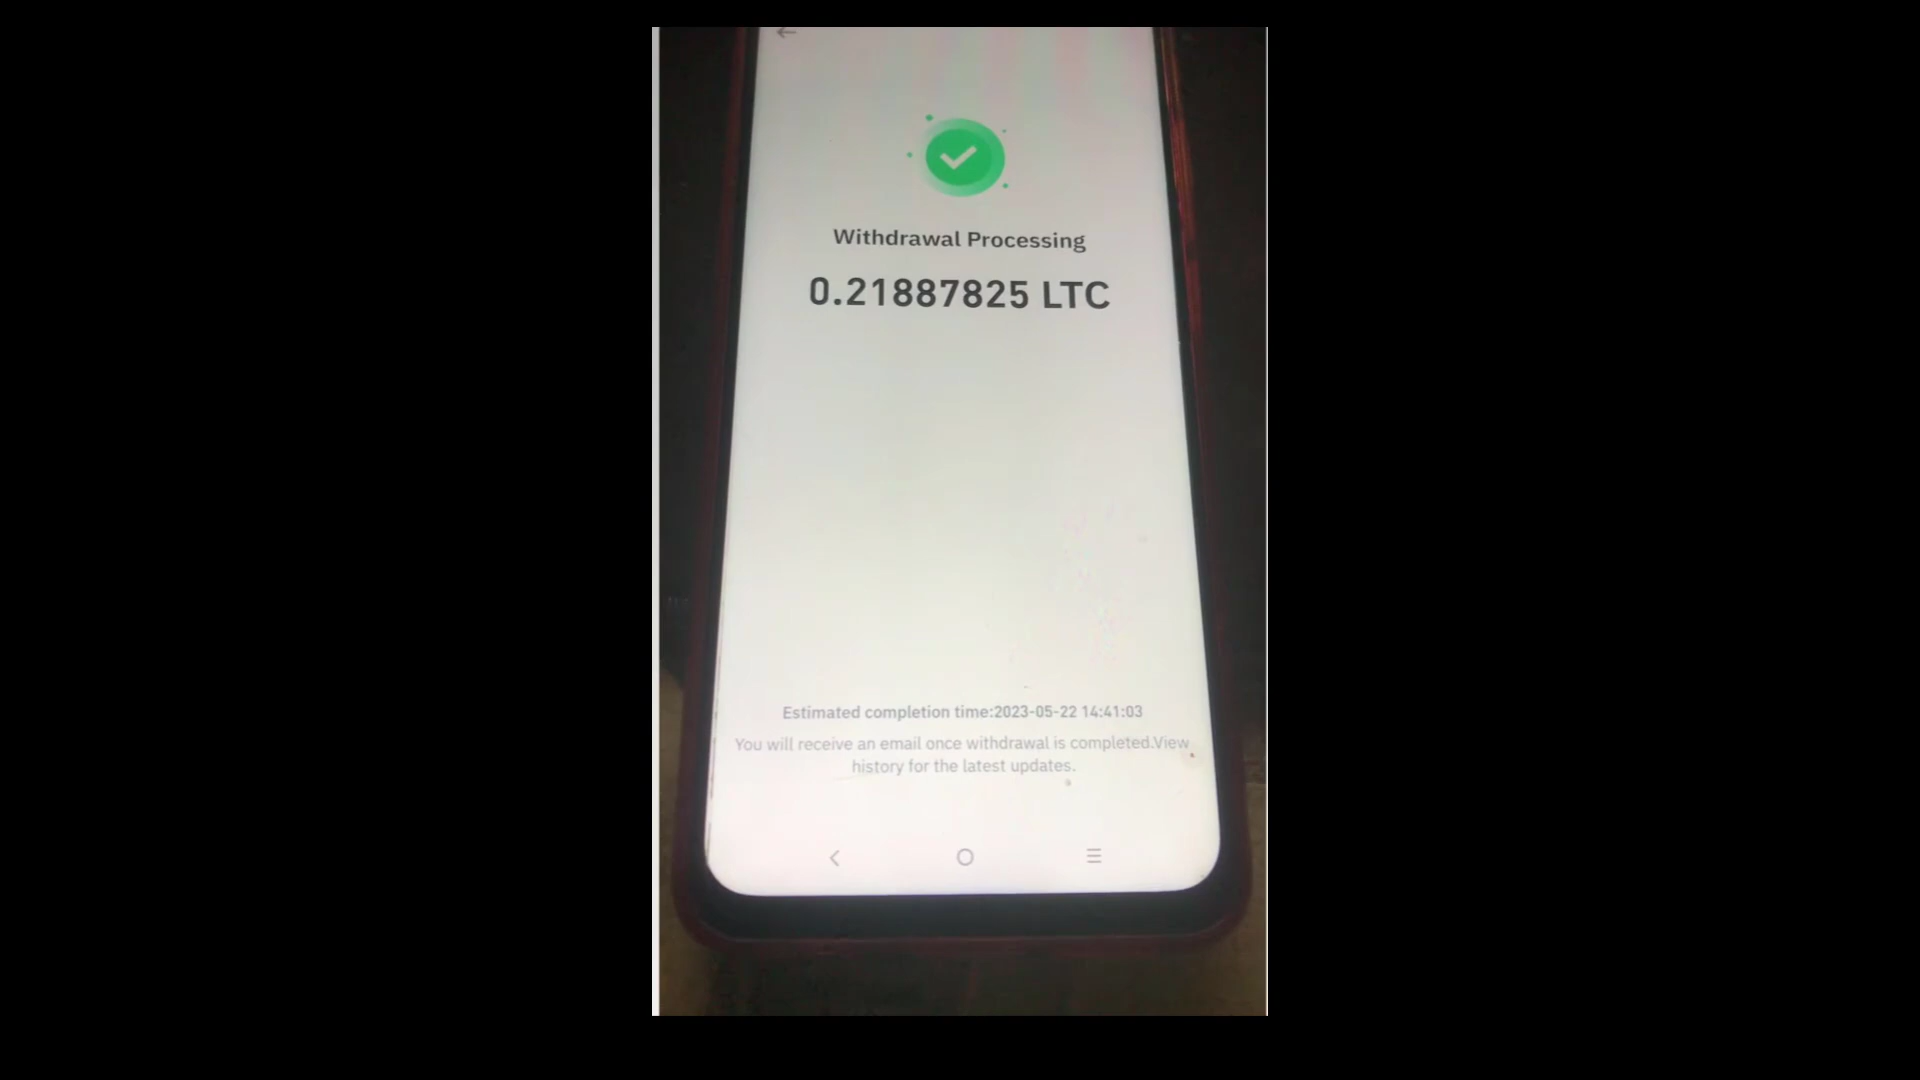 Withdrawal Processing
0.21887825 LTC
Estimated completion time:2023-05-22 14:41:03
You will receive an email once withdrawal is completed.View
history for the latest updates.